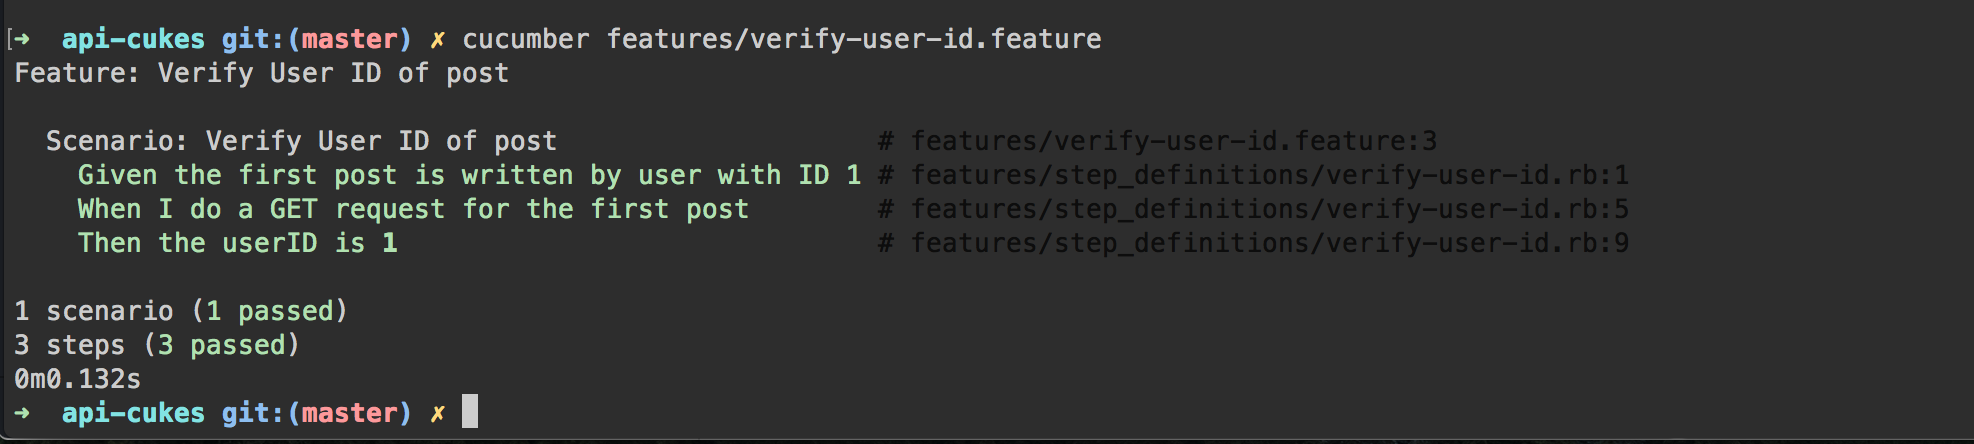 [➜  api-cukes git:(master) ✗ cucumber features/verify-user-id.feature
Feature: Verify User ID of post
  Scenario: Verify User ID of post                    # features/verify-user-id.feature:3
    Given the first post is written by user with ID 1 # features/step_definitions/verify-user-id.rb:1
    When I do a GET request for the first post        # features/step_definitions/verify-user-id.rb:5
    Then the userID is 1                              # features/step_definitions/verify-user-id.rb:9
1 scenario (1 passed)
3 steps (3 passed)
0m0.132s
➜  api-cukes git:(master) ✗